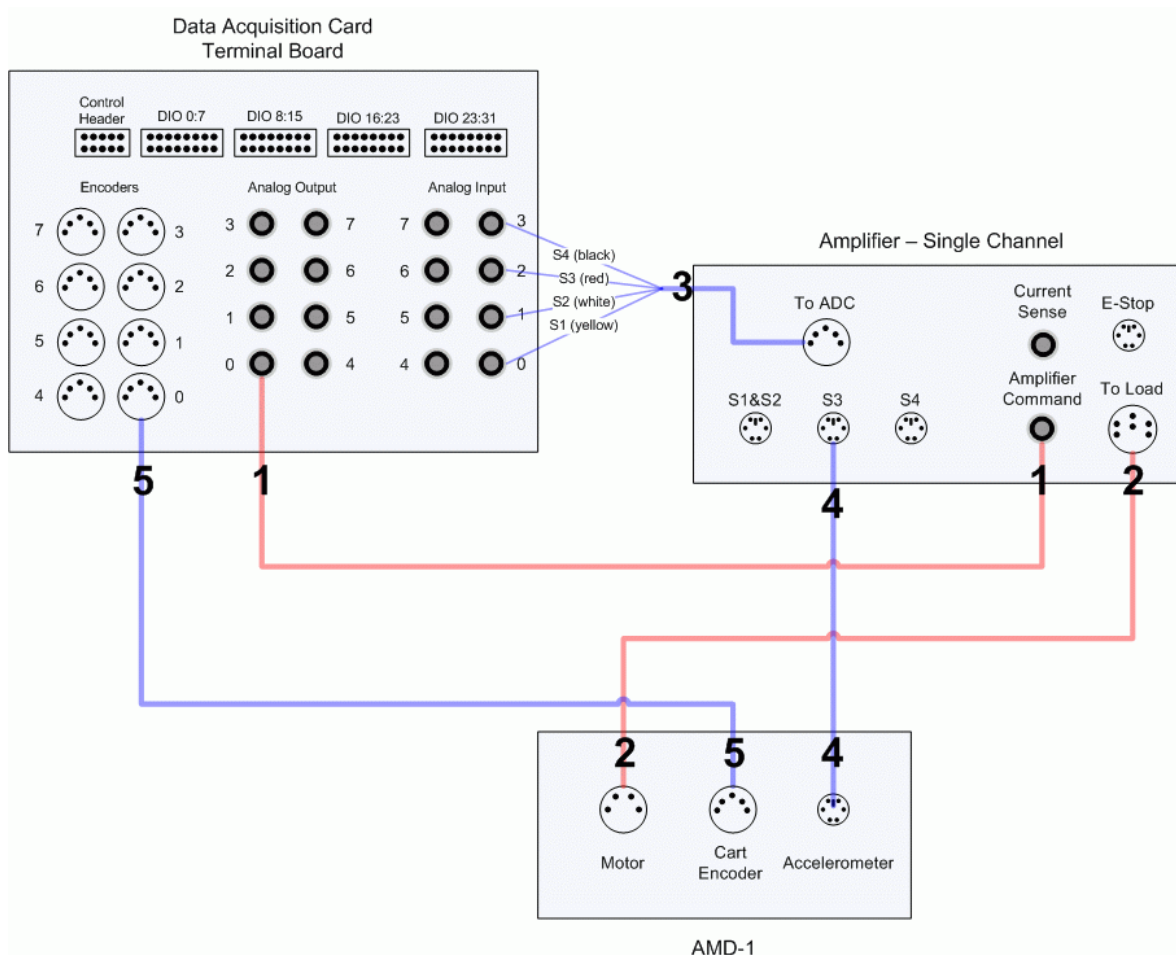 Data Acquisition Card
Terminal Board
Control
Header
DIO 0:7
DIO 8:15
DIO 16:23
DIO 23:31
Encoders
Analog Output
Analog Input
7
3
3
7
7
3
6
2
2
6
6
2
5
1
1
5
5
1
4
0
0
4
4
0
S4 (black)
S3 (red)
S2 (white)
S1 (yellow)
3
Amplifier – Single Channel
To ADC
Current
Sense
E-Stop
S1&S2
S3
S4
Amplifier
Command
To Load
5
1
4
1
2
2
5
4
Motor
Cart
Encoder
Accelerometer
AMD-1